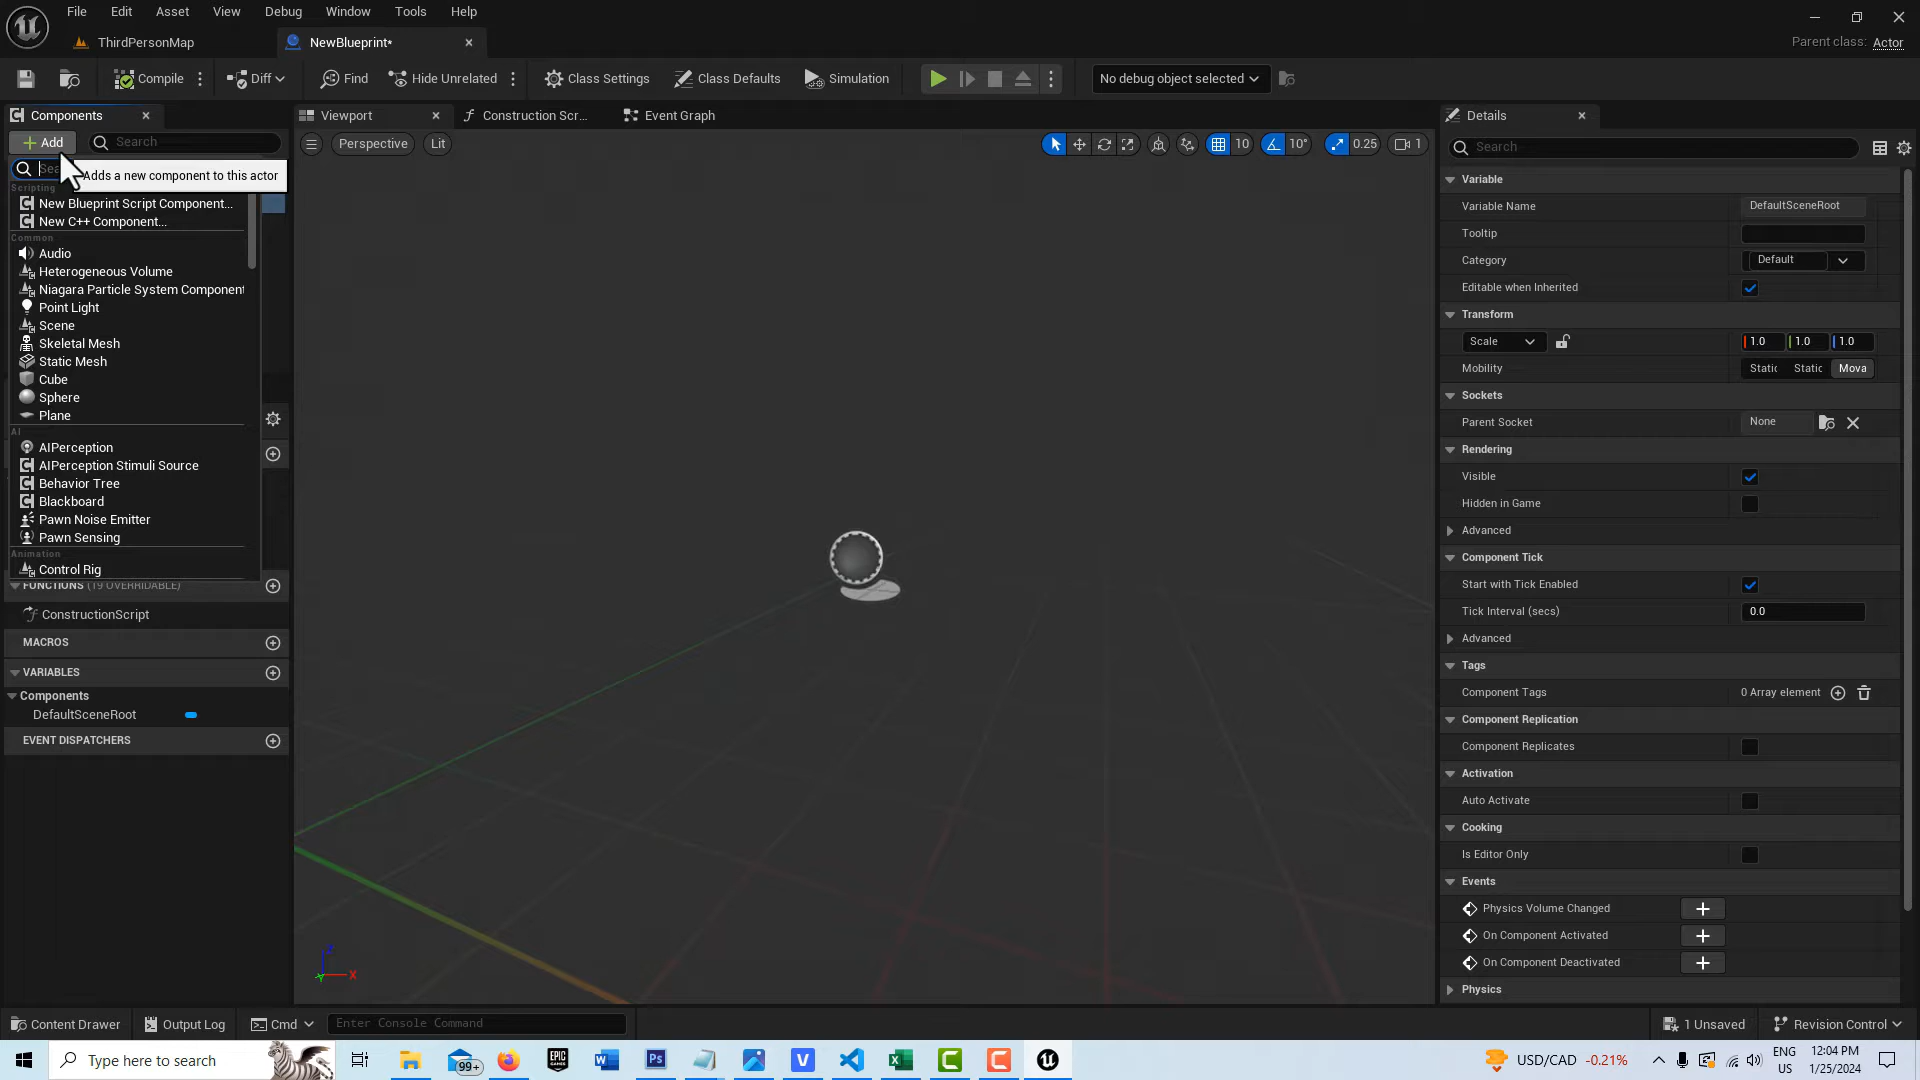 File Edit Asset View Debug Window Tools Help
ThirdPersonMap NewBlueprint*
Parent class: Actor
Compile Diff Find Hide Unrelated Class Settings Class Defaults Simulation No debug object selected
Components Viewport Construction Scr... Event Graph Details
Add Search
Perspective Lit 10 10° 0.25 1
Search
Adds a new component to this actor
Scripting
New Blueprint Script Component...
New C++ Component...
Common
Audio
Heterogeneous Volume
Niagara Particle System Component
Point Light
Scene
Skeletal Mesh
Static Mesh
Cube
Sphere
Plane
AI
AIPerception
AIPerception Stimuli Source
Behavior Tree
Blackboard
Pawn Noise Emitter
Pawn Sensing
Animation
Control Rig
FUNCTIONS (19 OVERRIDABLE)
ConstructionScript
MACROS
VARIABLES
Components
DefaultSceneRoot
EVENT DISPATCHERS
Z
X
Y
Variable
Variable Name DefaultSceneRoot
Tooltip
Category Default
Editable when Inherited
Transform
Scale 1.0 1.0 1.0
Mobility Static Static Mova
Sockets
Parent Socket None
Rendering
Visible
Hidden in Game
Advanced
Component Tick
Start with Tick Enabled
Tick Interval (secs) 0.0
Advanced
Tags
Component Tags 0 Array element
Component Replication
Component Replicates
Activation
Auto Activate
Cooking
Is Editor Only
Events
Physics Volume Changed
On Component Activated
On Component Deactivated
Physics
Content Drawer Output Log Cmd Enter Console Command 1 Unsaved Revision Control
Type here to search 99+ EPIC GAMES USD/CAD -0.21% ENG US 12:04 PM 1/25/2024